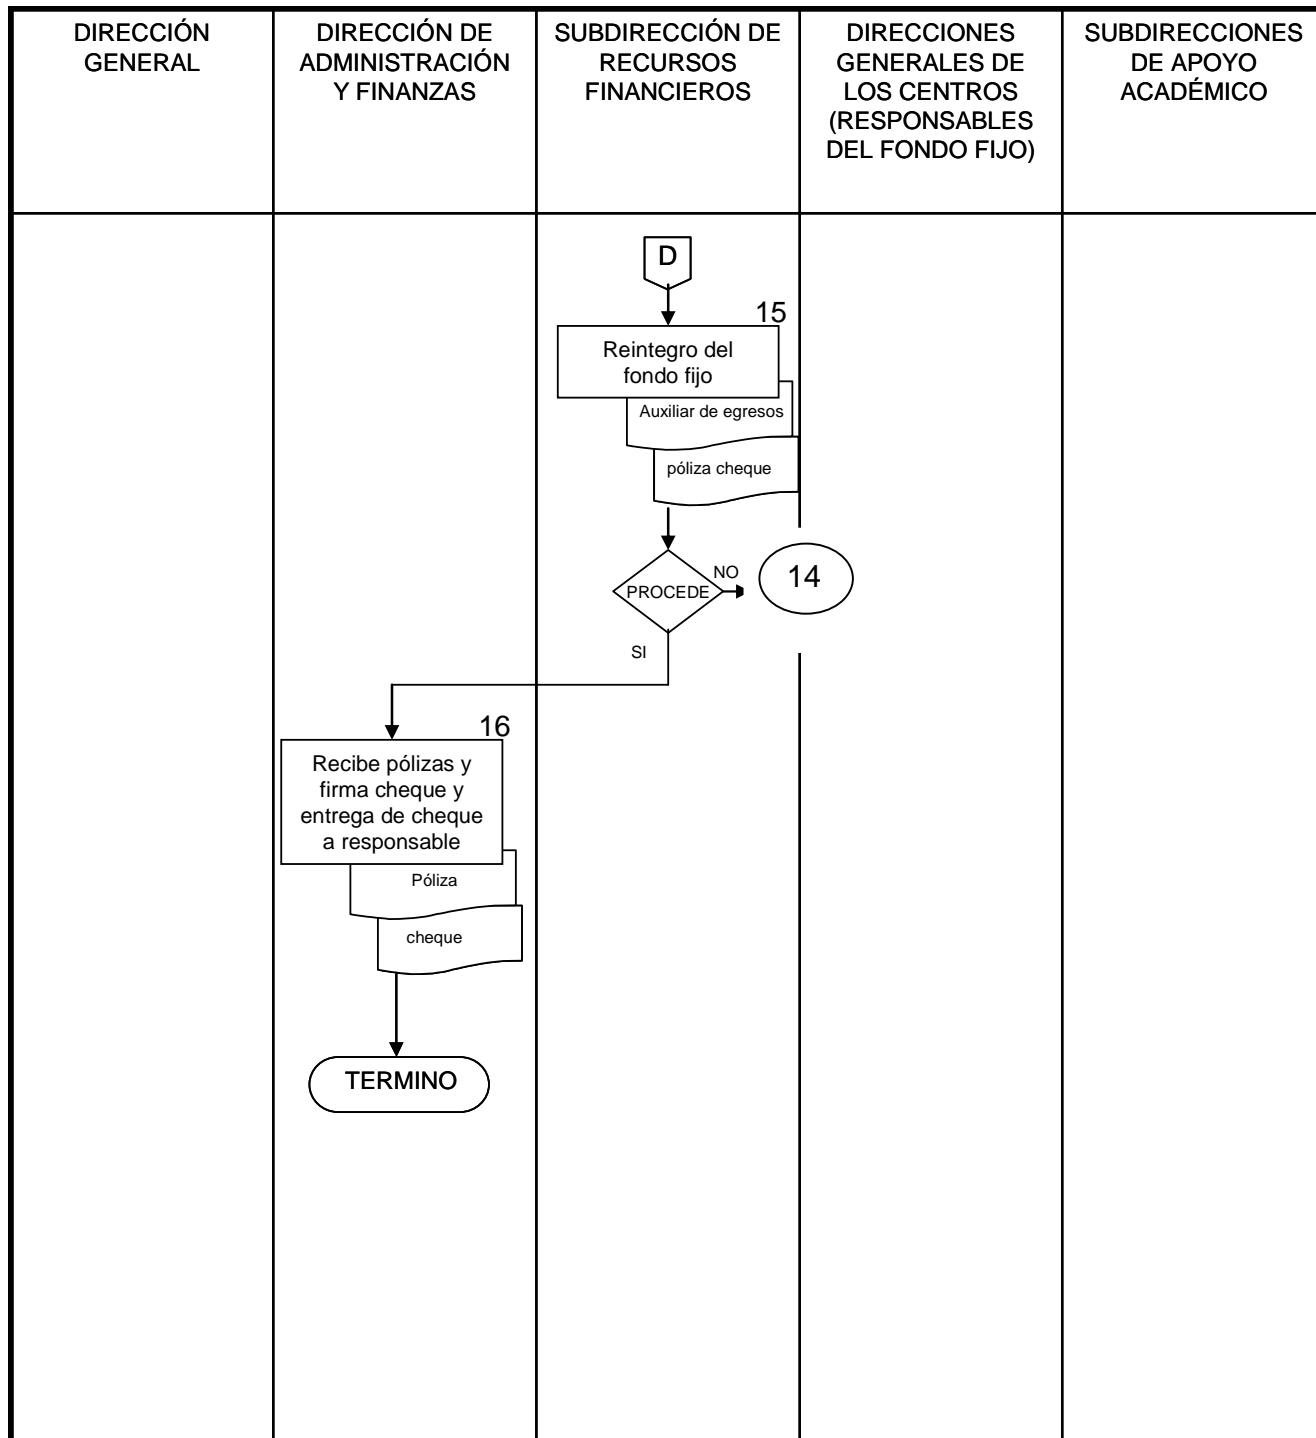 DIRECCIÓN
GENERAL
DIRECCIÓN DE
ADMINISTRACIÓN
Y FINANZAS
SUBDIRECCIÓN DE
RECURSOS
FINANCIEROS
DIRECCIONES
GENERALES DE
LOS CENTROS
(RESPONSABLES
DEL FONDO FIJO)
SUBDIRECCIONES
DE APOYO
ACADÉMICO
D
15
Reintegro del
fondo fijo
Auxiliar de egresos
póliza cheque
PROCEDE
NO
14
SI
16
Recibe pólizas y
firma cheque y
entrega de cheque
a responsable
Póliza
cheque
TERMINO